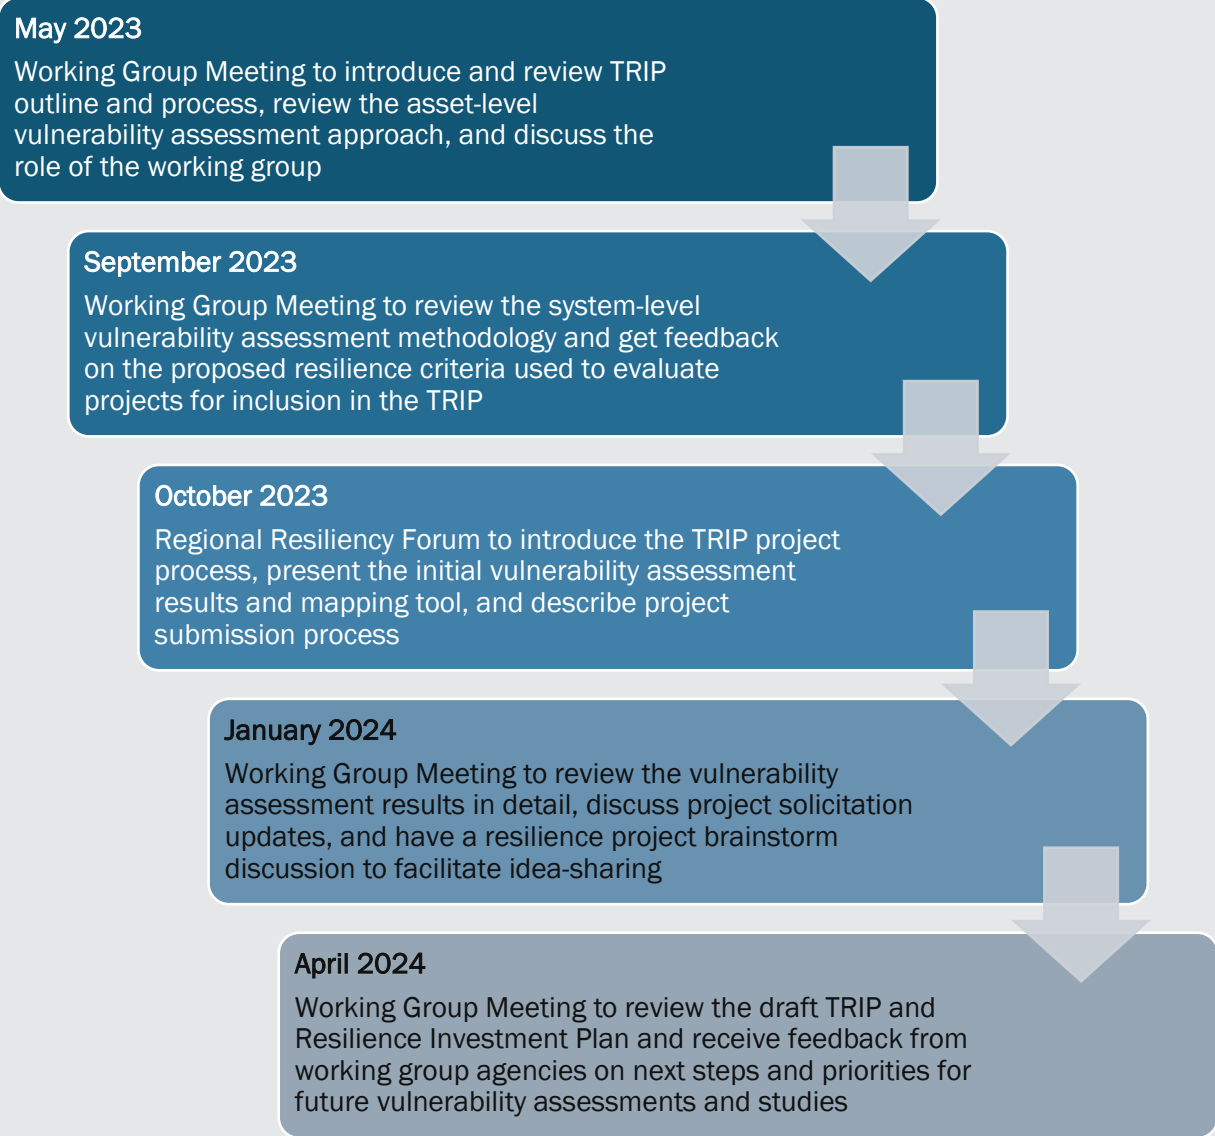 May 2023
Working Group Meeting to introduce and review TRIP
outline and process, review the asset-level
vulnerability assessment approach, and discuss the
role of the working group
September 2023
Working Group Meeting to review the system-level
vulnerability assessment methodology and get feedback
on the proposed resilience criteria used to evaluate
projects for inclusion in the TRIP
October 2023
Regional Resiliency Forum to introduce the TRIP project
process, present the initial vulnerability assessment
results and mapping tool, and describe project
submission process
January 2024
Working Group Meeting to review the vulnerability
assessment results in detail, discuss project solicitation
updates, and have a resilience project brainstorm
discussion to facilitate idea-sharing
April 2024
Working Group Meeting to review the draft TRIP and
Resilience Investment Plan and receive feedback from
working group agencies on next steps and priorities for
future vulnerability assessments and studies